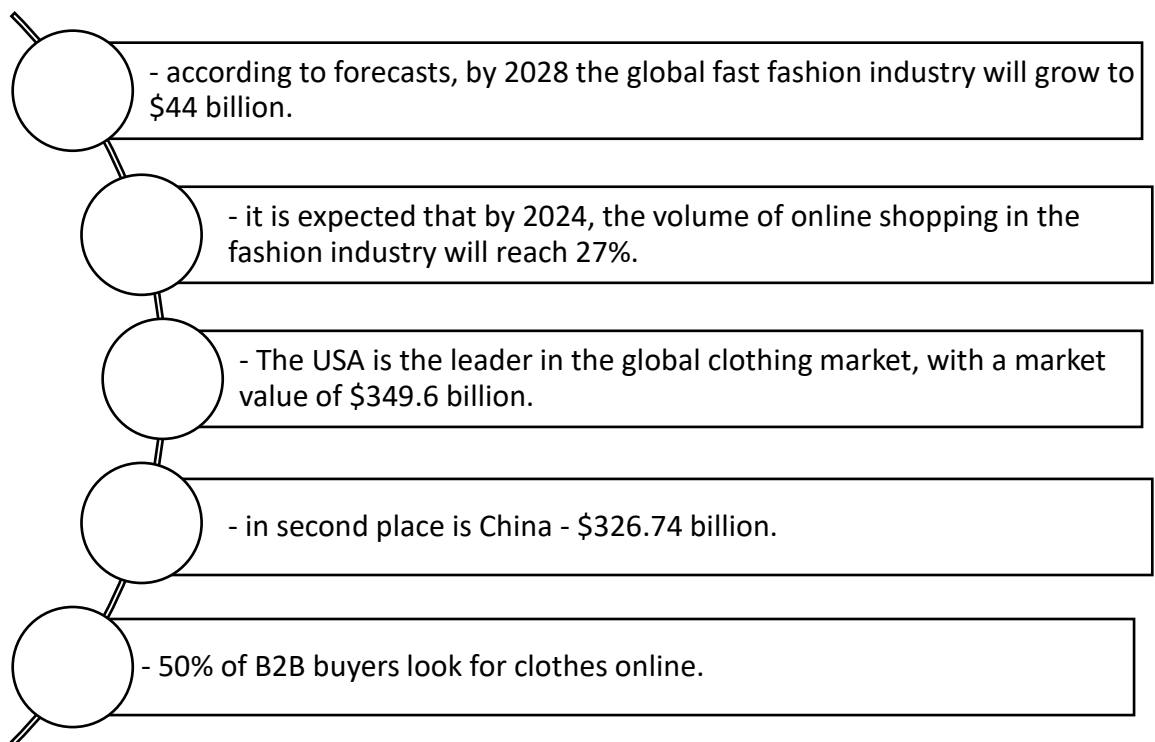 - according to forecasts, by 2028 the global fast fashion industry will grow to
$44 billion.
- it is expected that by 2024, the volume of online shopping in the
fashion industry will reach 27%.
- The USA is the leader in the global clothing market, with a market
value of $349.6 billion.
- in second place is China - $326.74 billion.
- 50% of B2B buyers look for clothes online.